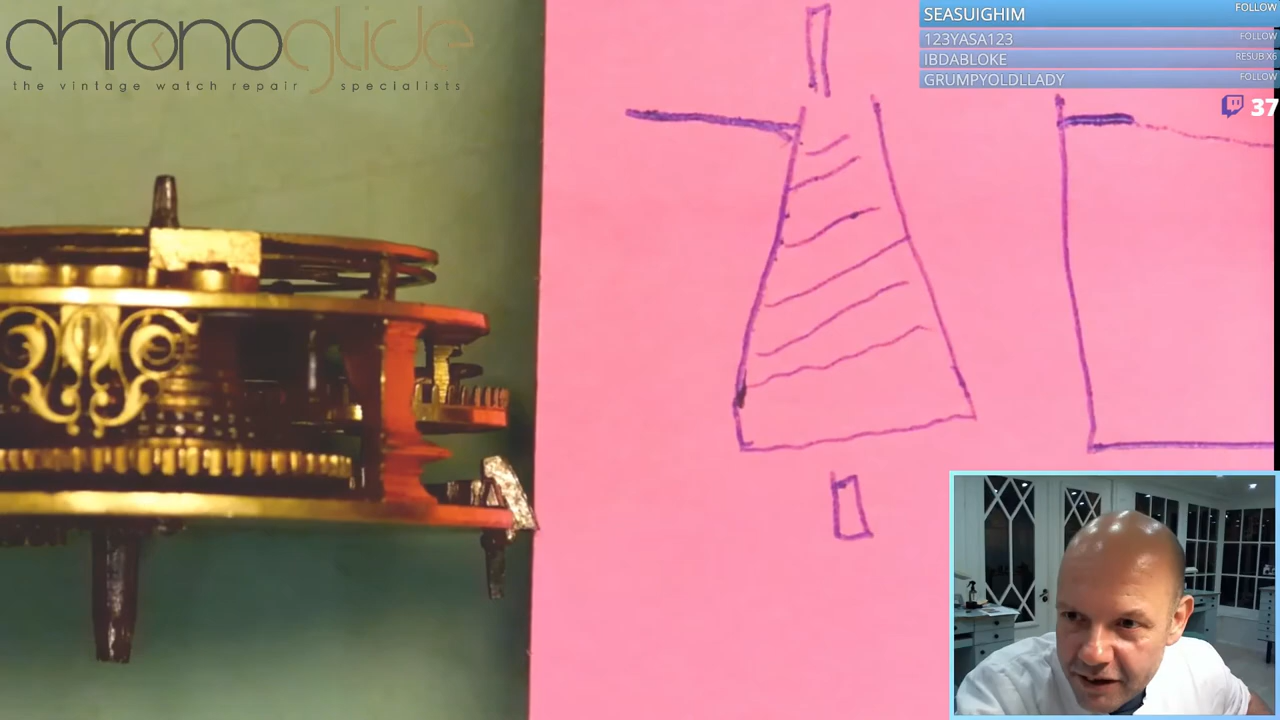 chronoglide
the vintage watch repair specialists
SEASUIGHIM FOLLOW
123YASA123 FOLLOW
IBDABLOKE RESUB X6
GRUMPYOLDLLADY FOLLOW
37